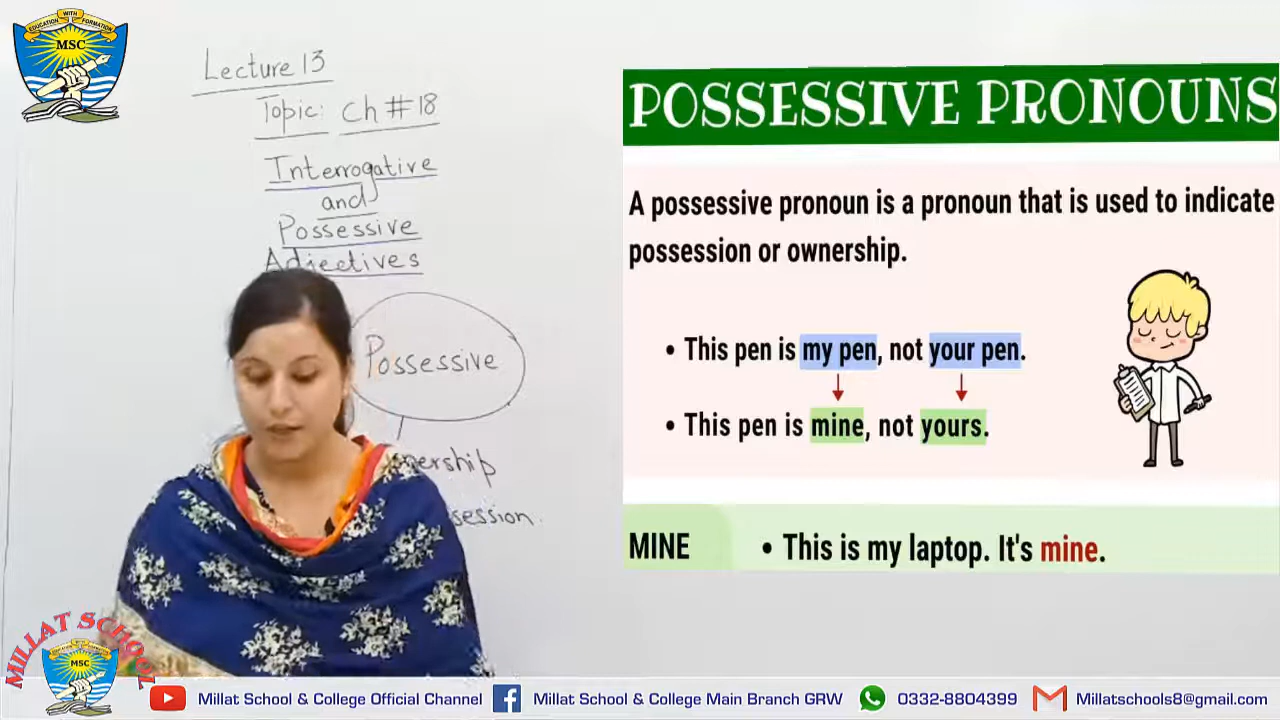 EDUCATION WITH FORMATION
MSC
Lecture 13
Topic: Ch # 18
Interrogative
and
Possessive
Adjectives
Possessive
nership
session.
POSSESSIVE PRONOUNS
A possessive pronoun is a pronoun that is used to indicate
possession or ownership.
• This pen is my pen, not your pen.
• This pen is mine, not yours.
MINE • This is my laptop. It's mine.
MILLAT SCHOOL
MSC
Millat School & College Official Channel Millat School & College Main Branch GRW 0332-8804399 Millatschools8@gmail.com